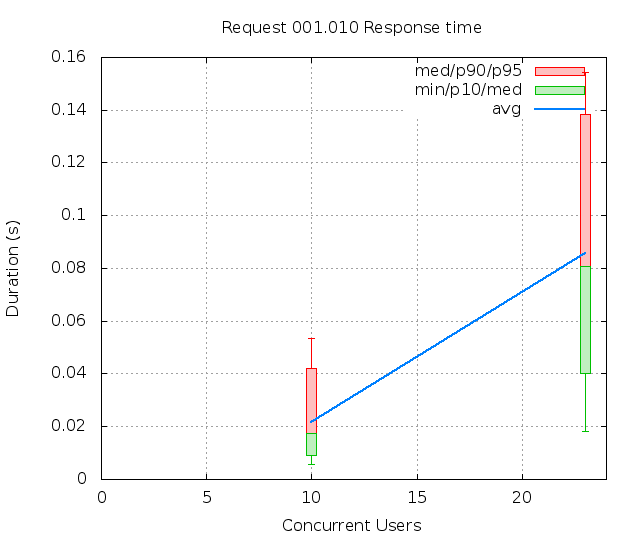 Request 001.010 Response time
med/p90/p95
min/p10/med
avg
Duration (s)
0.16
0.14
0.12
0.1
0.08
0.06
0.04
0.02
0
0 5 10 15 20
Concurrent Users